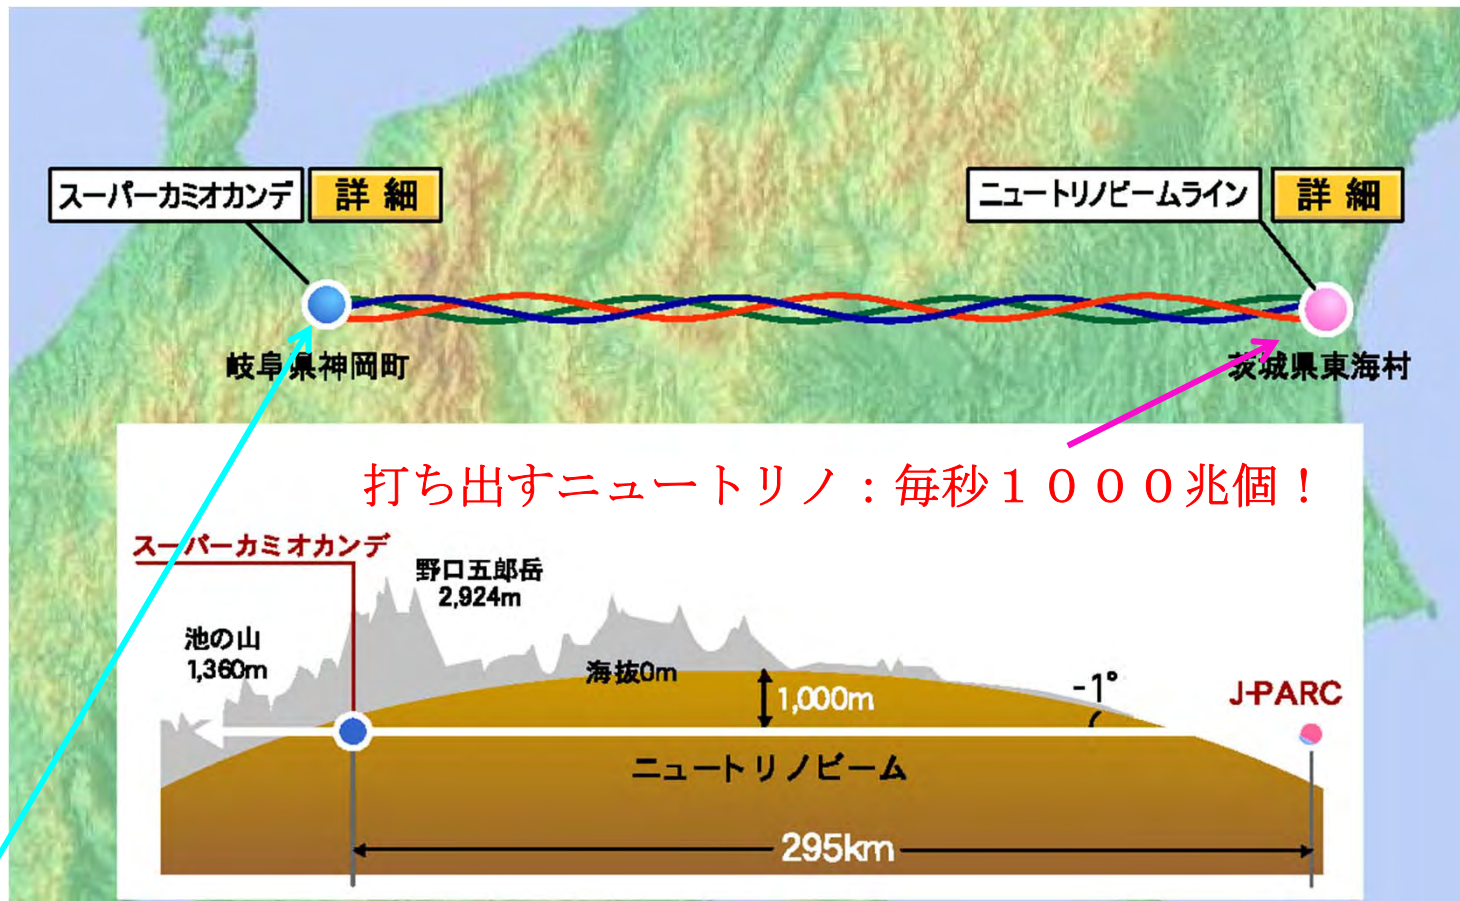 スーパーカミオカンデ
詳細
ニュートリノビームライン
詳細
岐阜県神岡町
茨城県東海村
打ち出すニュートリノ：毎秒１０００兆個！
スーパーカミオカンデ
野口五郎岳
2,924m
池の山
1,360m
海抜0m
1,000m
-1°
J-PARC
ニュートリノビーム
295km